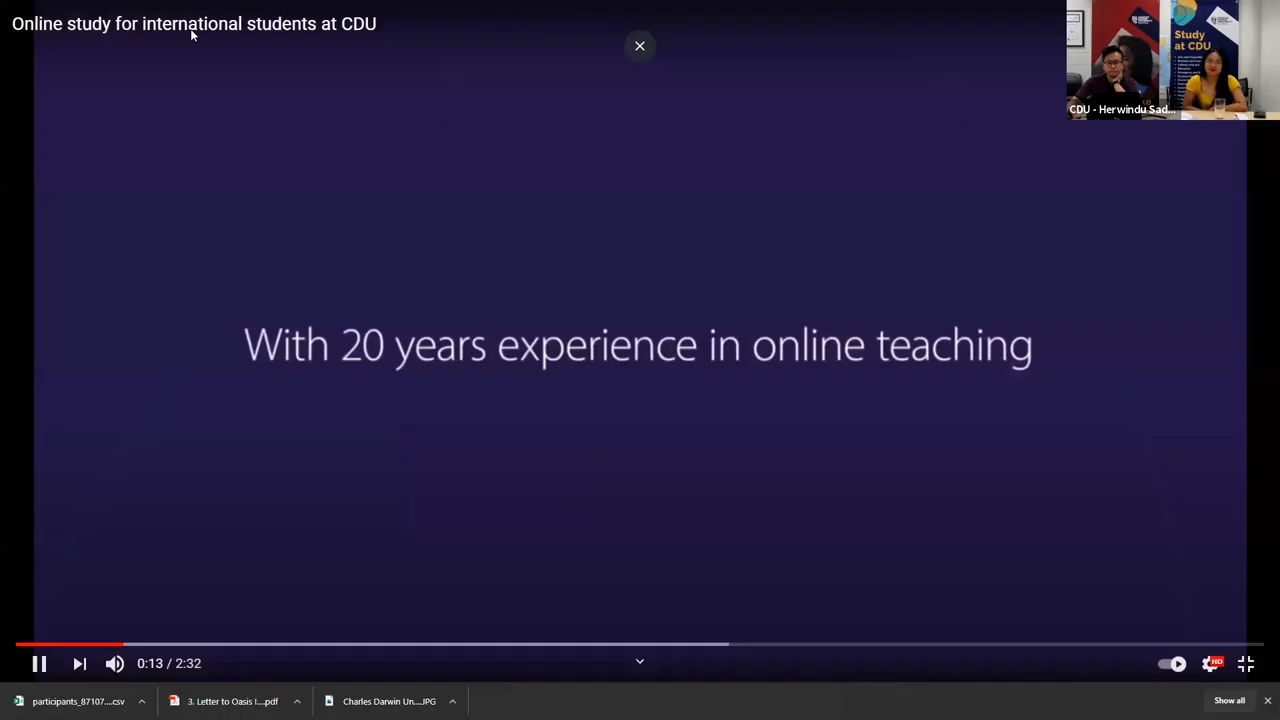 Online study for international students at CDU
Study
at CDU
CDU - Herwindu Sad...
With 20 years experience in online teaching
0:13 / 2:32
HD
participants_87107....csv
3. Letter to Oasis I....pdf
Charles Darwin Un....JPG
Show all